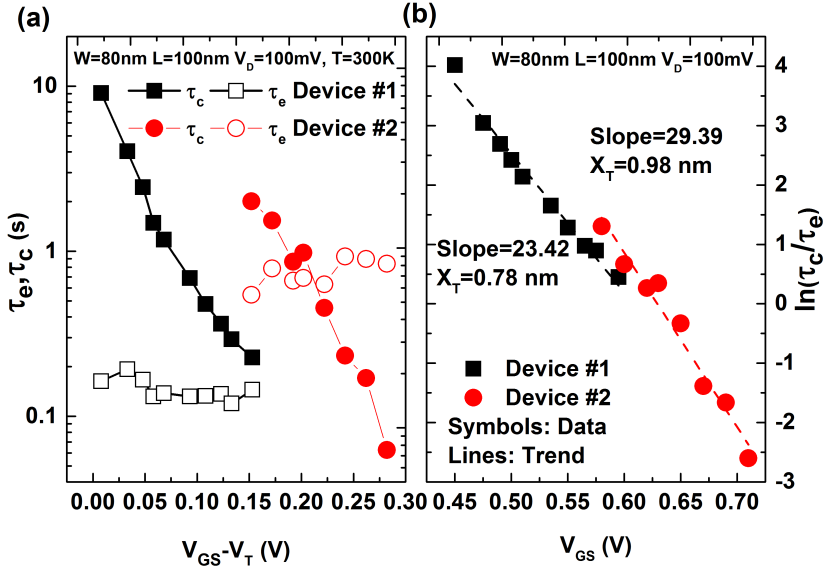 (a)
W=80nm L=100nm V_D=100mV, T=300K
τ_c τ_e Device #1
τ_c τ_e Device #2
10
1
0.1
τ_e,τ_c (s)
0.00 0.05 0.10 0.15 0.20 0.25 0.30
V_GS-V_T (V)
(b)
W=80nm L=100nm V_D=100mV
Slope=29.39
X_T=0.98 nm
Slope=23.42
X_T=0.78 nm
Device #1
Device #2
Symbols: Data
Lines: Trend
4
3
2
1
0
-1
-2
-3
ln(τ_c/τ_e)
0.45 0.50 0.55 0.60 0.65 0.70
V_GS (V)